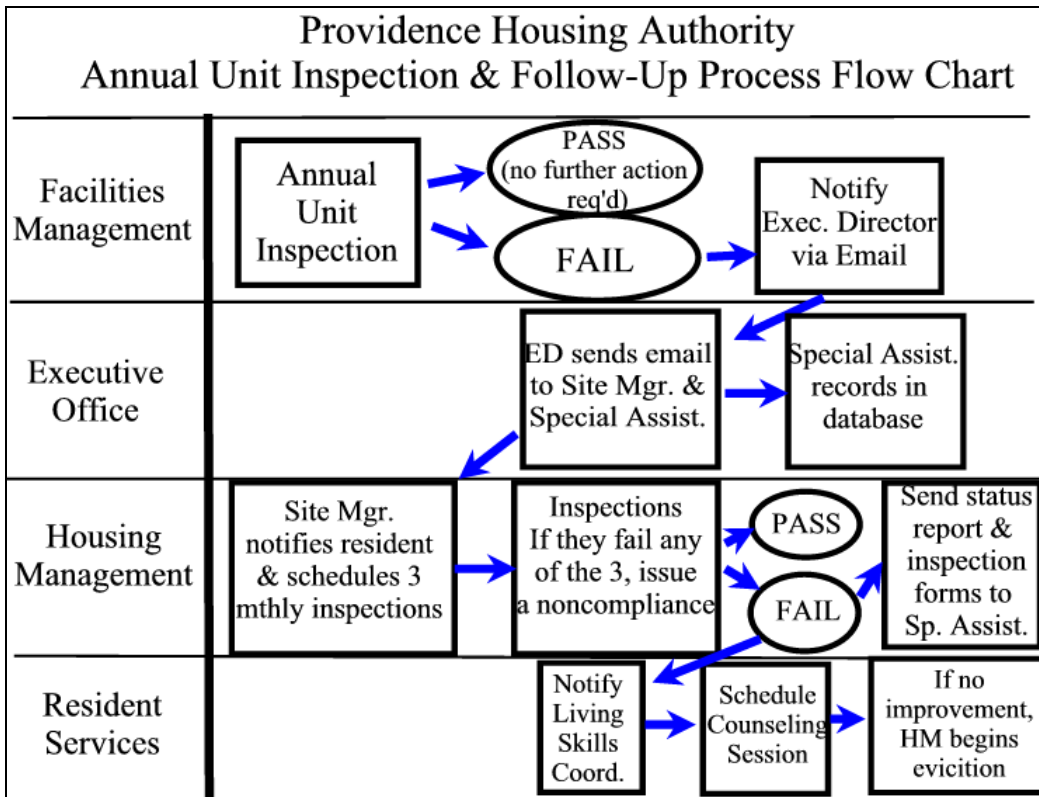 Providence Housing Authority
Annual Unit Inspection & Follow-Up Process Flow Chart
Facilities
Management
Annual
Unit
Inspection
PASS
(no further action
req'd)
FAIL
Notify
Exec. Director
via Email
Executive
Office
ED sends email
to Site Mgr. &
Special Assist.
Special Assist.
records in
database
Housing
Management
Site Mgr.
notifies resident
& schedules 3
mthly inspections
Inspections
If they fail any
of the 3, issue
a noncompliance
PASS
FAIL
Send status
report &
inspection
forms to
Sp. Assist.
Resident
Services
Notify
Living
Skills
Coord.
Schedule
Counseling
Session
If no
improvement,
HM begins
evicition